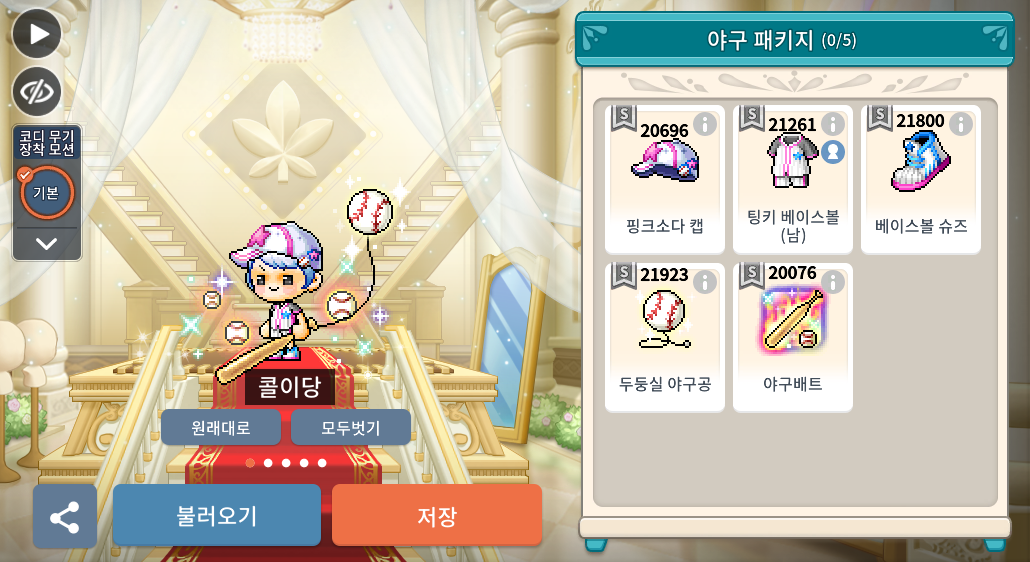 코디 무기
장착 모션
기본
콜이당
원래대로
모두벗기
불러오기
저장
야구 패키지 (0/5)
S
20696
핑크소다 캡
S
21261
팅키 베이스볼
(남)
S
21800
베이스볼 슈즈
S
21923
두둥실 야구공
S
20076
야구배트